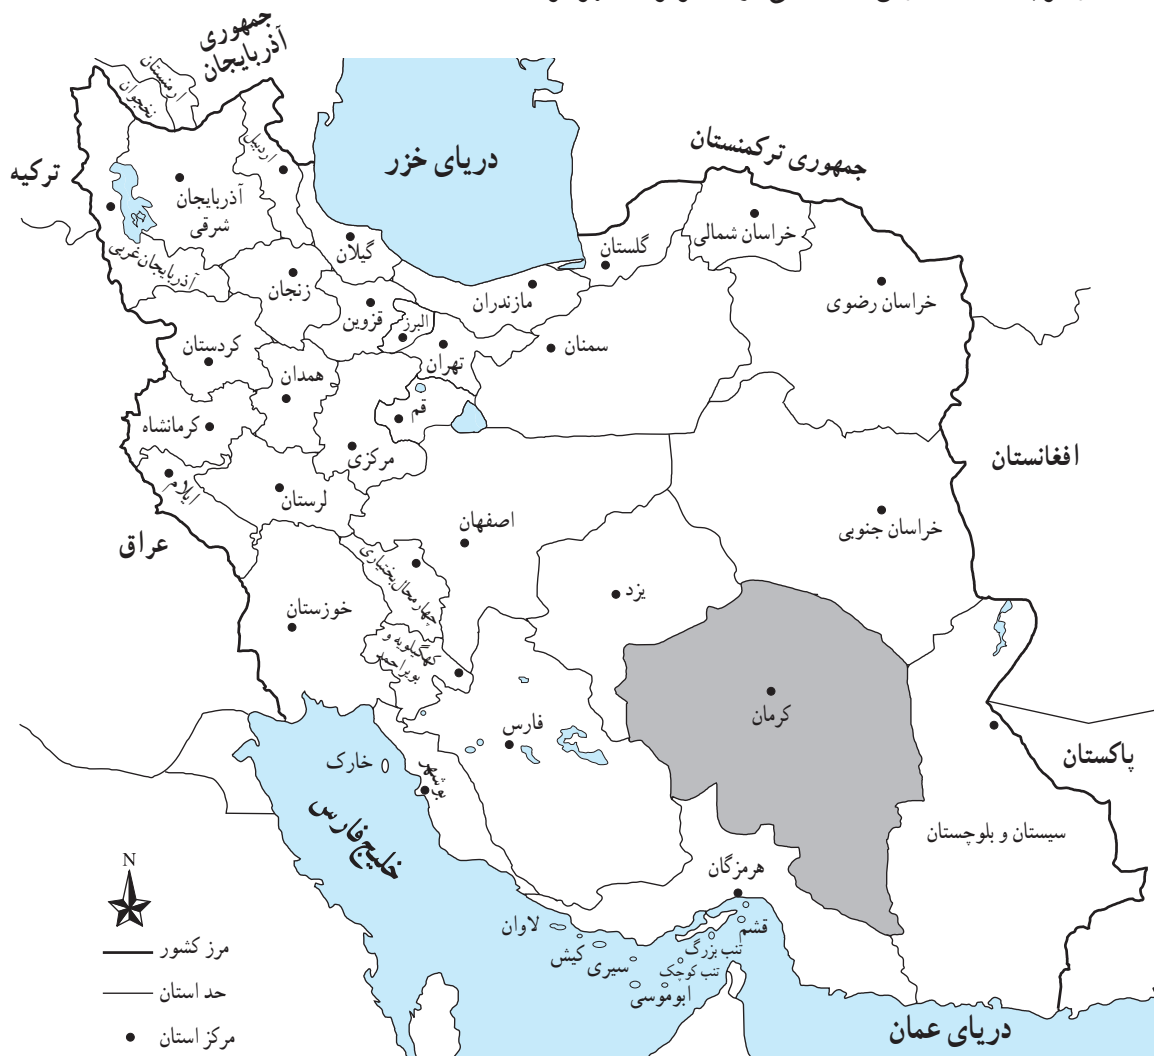 جمهوری
آذربایجان
ارمنستان
نخجوان
ترکیه
دریای خزر
جمهوری ترکمنستان
اردبیل
آذربایجان
شرقی
آذربایجان غربی
گیلان
گلستان
خراسان شمالی
خراسان رضوی
زنجان
مازندران
قزوین
البرز
تهران
سمنان
کردستان
همدان
قم
کرمانشاه
مرکزی
افغانستان
ایلام
لرستان
اصفهان
خراسان جنوبی
عراق
چهارمحال بختیاری
یزد
خوزستان
کهگیلویه و
بویراحمد
کرمان
فارس
پاکستان
خارک
بوشهر
خلیج فارس
سیستان و بلوچستان
هرمزگان
لاوان
کیش
سیری
قشم
تنب بزرگ
تنب کوچک
ابوموسی
دریای عمان
N
مرز کشور
حد استان
مرکز استان